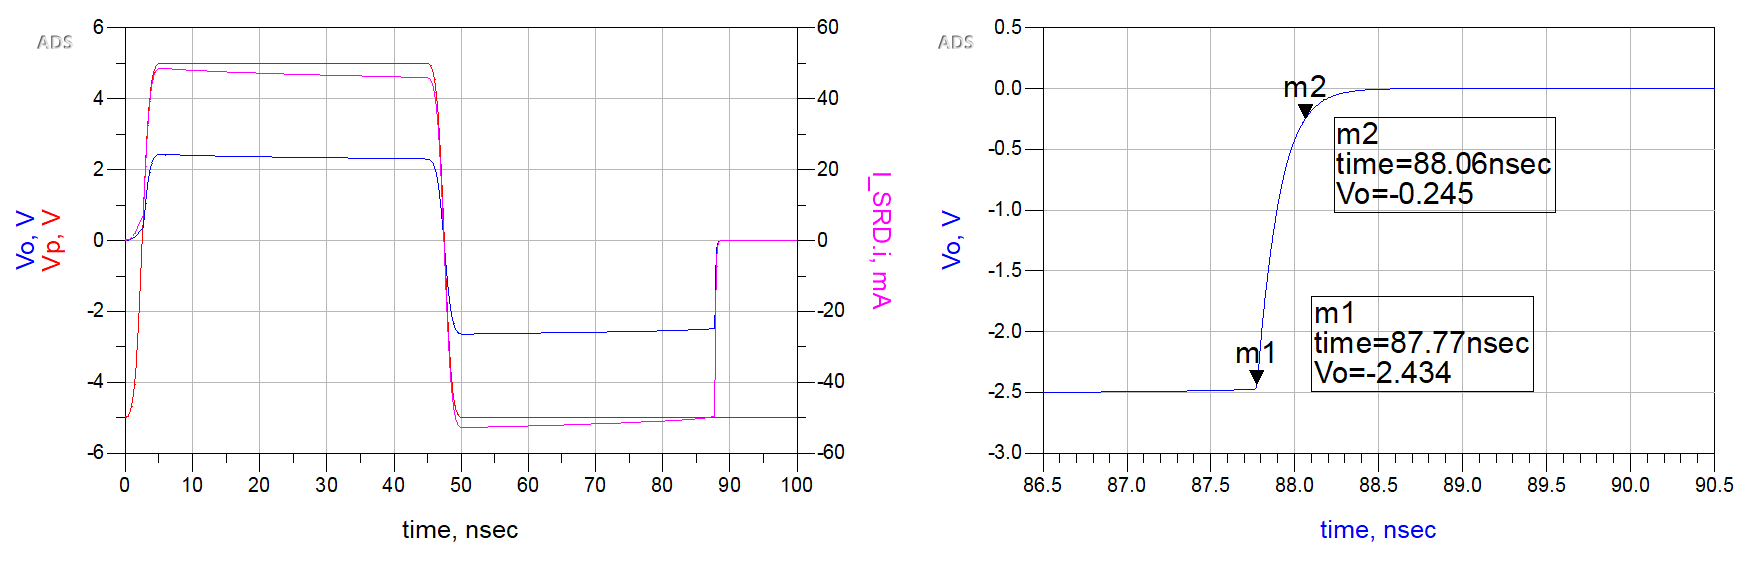 ADS
6
4
2
0
-2
-4
-6
60
40
20
0
-20
-40
-60
0
10
20
30
40
50
60
70
80
90
100
Vo, V
Vp, V
I_SRD.i, mA
time, nsec
ADS
0.5
0.0
-0.5
-1.0
-1.5
-2.0
-2.5
-3.0
86.5
87.0
87.5
88.0
88.5
89.0
89.5
90.0
90.5
Vo, V
time, nsec
m2
m2
time=88.06nsec
Vo=-0.245
m1
m1
time=87.77nsec
Vo=-2.434